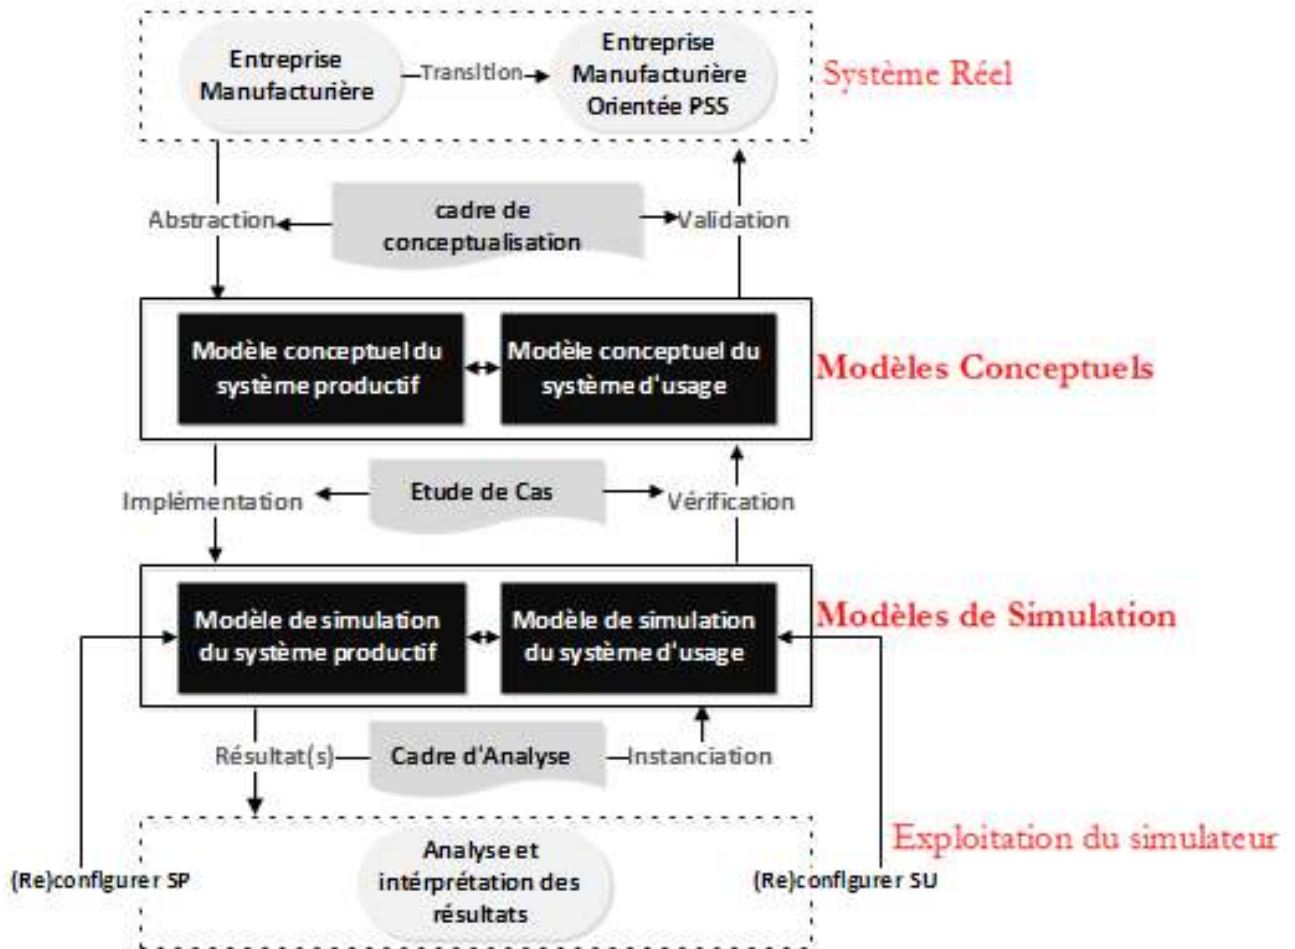 Entreprise
Manufacturière
Transition
Entreprise
Manufacturière
Orientée PSS
Système Réel
Abstraction
cadre de
conceptualisation
Validation
Modèle conceptuel du
système productif
Modèle conceptuel du
système d'usage
Modèles Conceptuels
Implémentation
Etude de Cas
Vérification
Modèle de simulation
du système productif
Modèle de simulation
du système d'usage
Modèles de Simulation
Résultat(s)
Cadre d'Analyse
Instanciation
Exploitation du simulateur
(Re)configurer SP
Analyse et
intérprétation des
résultats
(Re)configurer SU